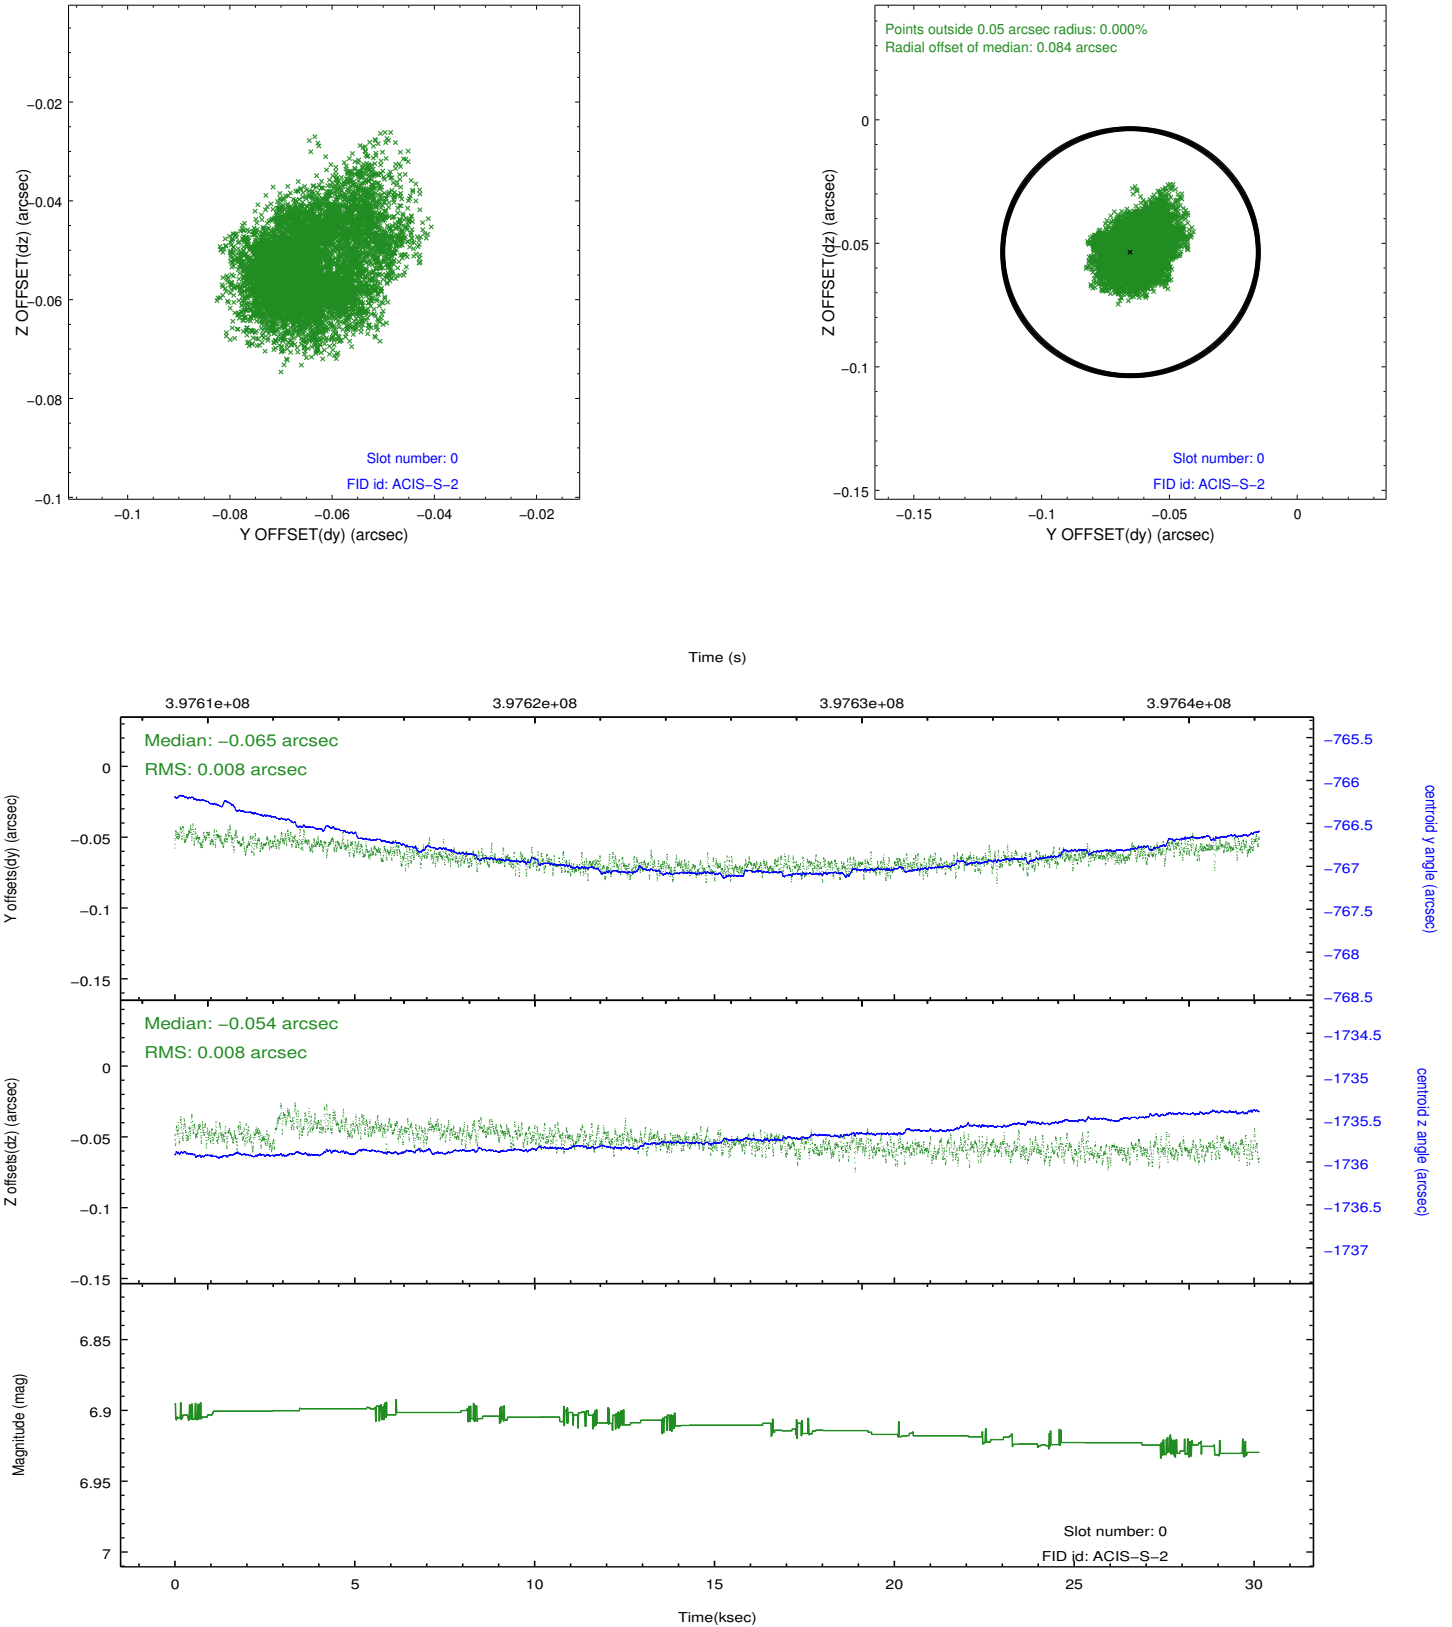 −0.02
−0.04
−0.06
−0.08
−0.1
Z OFFSET(dz) (arcsec)
Slot number: 0
FID id: ACIS−S−2
−0.1 −0.08 −0.06 −0.04 −0.02
Y OFFSET(dy) (arcsec)
Points outside 0.05 arcsec radius: 0.000%
Radial offset of median: 0.084 arcsec
0
−0.05
−0.1
−0.15
Z OFFSET(dz) (arcsec)
Slot number: 0
FID id: ACIS−S−2
−0.15 −0.1 −0.05 0
Y OFFSET(dy) (arcsec)
Time (s)
3.9761e+08 3.9762e+08 3.9763e+08 3.9764e+08
Median: −0.065 arcsec
RMS: 0.008 arcsec
0
−0.05
−0.1
−0.15
Y offsets(dy) (arcsec)
−765.5
−766
−766.5
−767
−767.5
−768
−768.5
centroid y angle (arcsec)
Median: −0.054 arcsec
RMS: 0.008 arcsec
0
−0.05
−0.1
−0.15
Z offsets(dz) (arcsec)
−1734.5
−1735
−1735.5
−1736
−1736.5
−1737
centroid z angle (arcsec)
6.85
6.9
6.95
7
Magnitude (mag)
Slot number: 0
FID id: ACIS−S−2
0 5 10 15 20 25 30
Time(ksec)